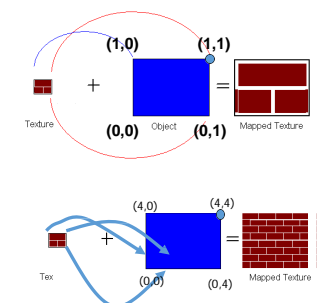 (1,0) (1,1)
+ =
Texture (0,0) Object (0,1) Mapped Texture
(4,0) (4,4)
+ =
Tex (0,0) (0,4) Mapped Texture